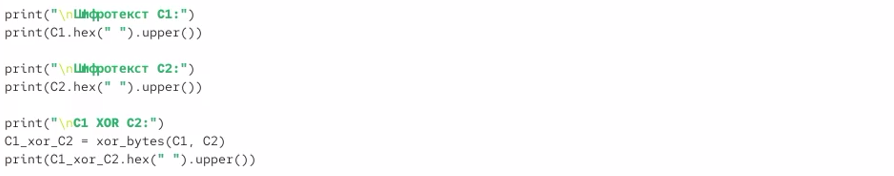 print("\nШифротекст C1:")
print(C1.hex(" ").upper())
print("\nШифротекст C2:")
print(C2.hex(" ").upper())
print("\nC1 XOR C2:")
C1_xor_C2 = xor_bytes(C1, C2)
print(C1_xor_C2.hex(" ").upper())